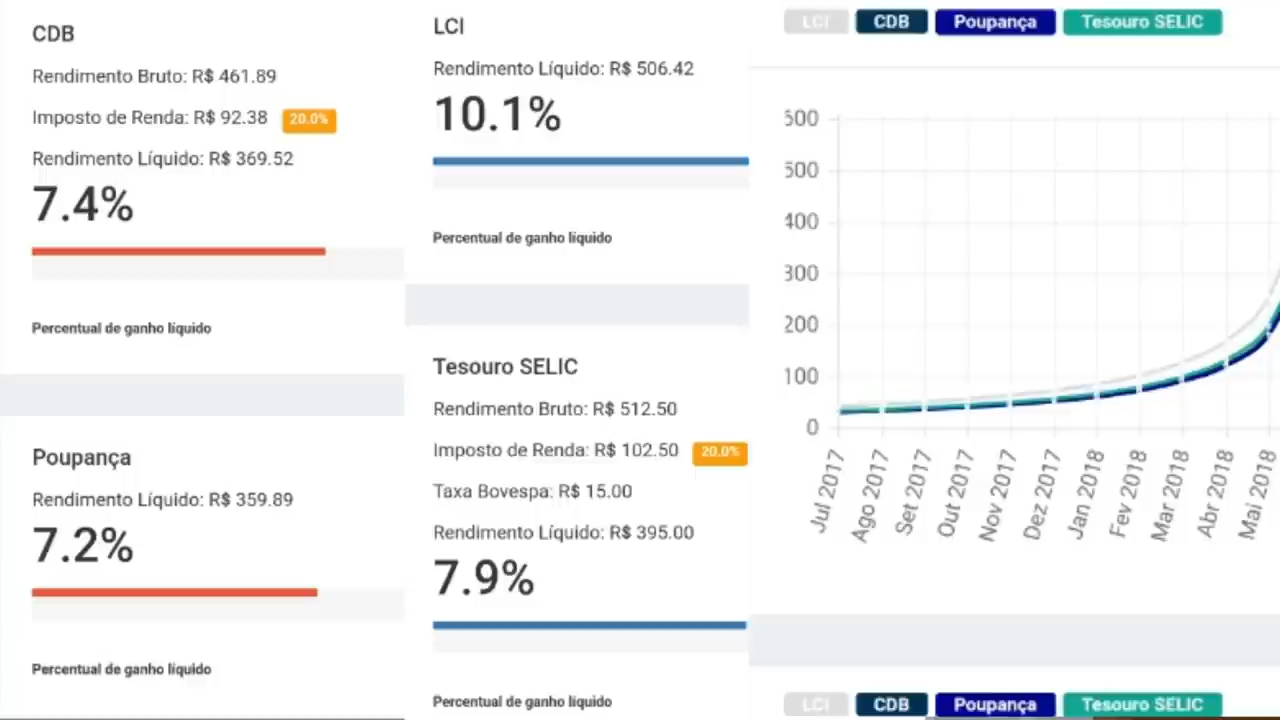 CDB
Rendimento Bruto: R$ 461.89
Imposto de Renda: R$ 92.38 20.0%
Rendimento Líquido: R$ 369.52
7.4%
Percentual de ganho líquido
Poupança
Rendimento Líquido: R$ 359.89
7.2%
Percentual de ganho líquido
LCI
Rendimento Líquido: R$ 506.42
10.1%
Percentual de ganho líquido
Tesouro SELIC
Rendimento Bruto: R$ 512.50
Imposto de Renda: R$ 102.50 20.0%
Taxa Bovespa: R$ 15.00
Rendimento Líquido: R$ 395.00
7.9%
Percentual de ganho líquido
LCI CDB Poupança Tesouro SELIC
600
500
400
300
200
100
0
Jul 2017
Ago 2017
Set 2017
Out 2017
Nov 2017
Dez 2017
Jan 2018
Fev 2018
Mar 2018
Abr 2018
Mai 2018
LCI CDB Poupança Tesouro SELIC